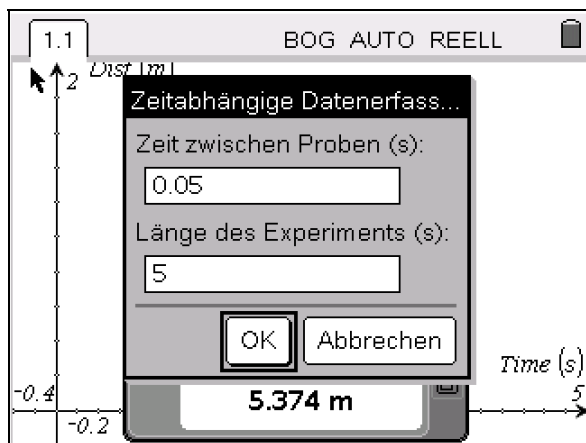 1.1 BOG AUTO REELL
2 Dist (m)
Zeitabhängige Datenerfass...
Zeit zwischen Proben (s):
0.05
Länge des Experiments (s):
5
OK Abbrechen
Time (s)
-0.4 5.374 m 5
-0.2